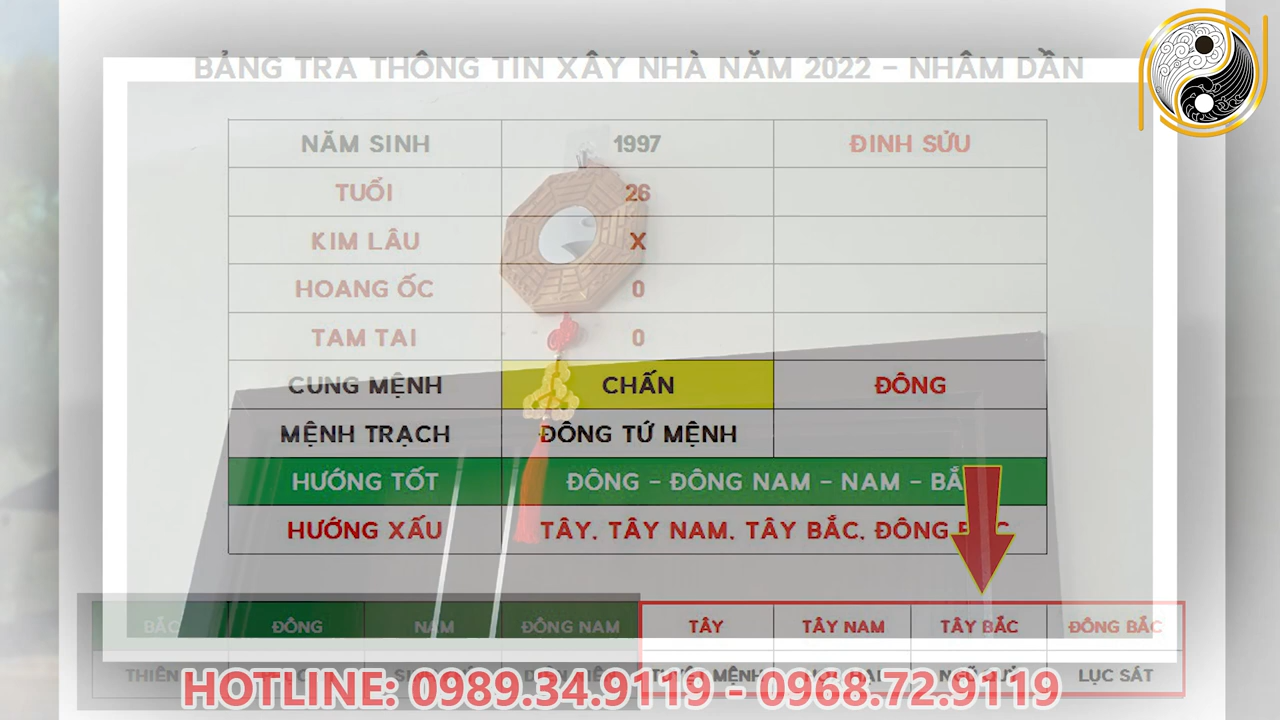 BẢNG TRA THÔNG TIN XÂY NHÀ NĂM 2022 - NHÂM DẦN
NĂM SINH 1997 ĐINH SỬU
TUỔI 26
KIM LÂU X
HOANG ỐC 0
TAM TAI 0
CUNG MỆNH CHẤN ĐÔNG
MỆNH TRẠCH ĐÔNG TỨ MỆNH
HƯỚNG TỐT ĐÔNG - ĐÔNG NAM - NAM -
HƯỚNG XẤU TÂY, TÂY NAM, TÂY BẮC, ĐÔNG
BẮC ĐÔNG NAM ĐÔNG NAM TÂY TÂY NAM TÂY BẮC ĐÔNG BẮC
THIÊN LỤC SÁT
HOTLINE: 0989.34.9119 - 0968.72.9119